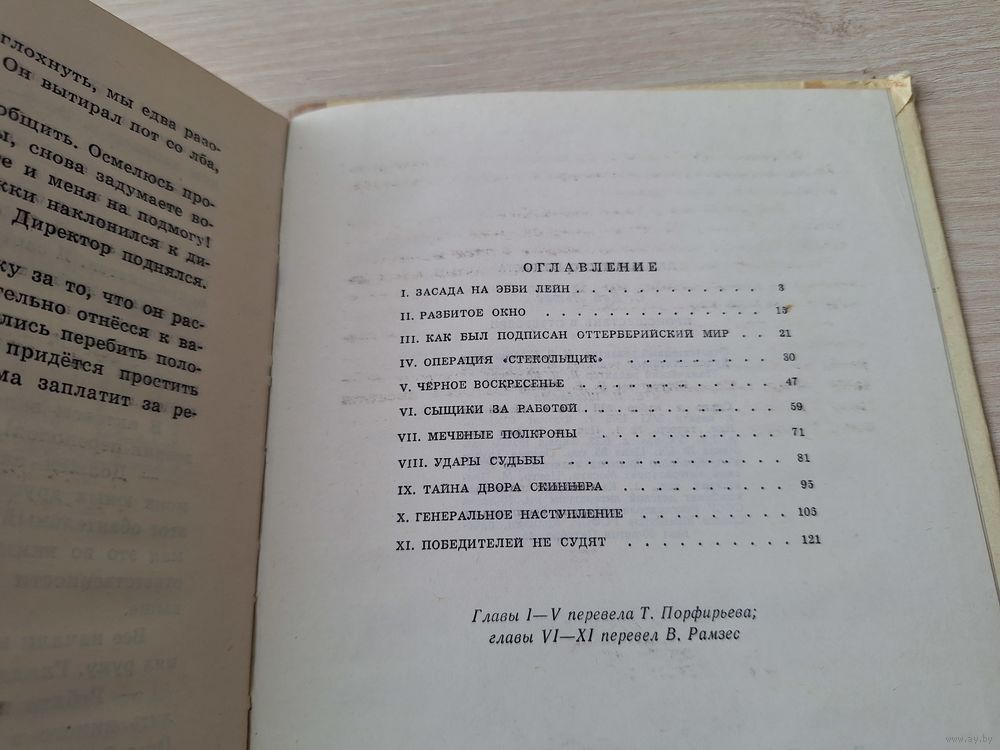 глохнуть, мы едва разо-
Он вытирал пот со лба,
общить. Осмелюсь про-
ы, снова задумаете во-
е и меня на подмогу!
жки наклонился к ди-
Директор поднялся.
ку за то, что он рас-
тельно отнёсся к ва-
лись перебить поло-
придётся простить
ма заплатит за ре-
ОГЛАВЛЕНИЕ
I. ЗАСАДА НА ЭББИ ЛЕЙН . . . . . . . . . . . . 3
II. РАЗБИТОЕ ОКНО . . . . . . . . . . . . . 13
III. КАК БЫЛ ПОДПИСАН ОТТЕРБЕРИЙСКИЙ МИР . . 21
IV. ОПЕРАЦИЯ «СТЕКОЛЬЩИК» . . . . . . . . . . 30
V. ЧЁРНОЕ ВОСКРЕСЕНЬЕ . . . . . . . . . . . 47
VI. СЫЩИКИ ЗА РАБОТОЙ . . . . . . . . . . . 59
VII. МЕЧЕНЫЕ ПОЛКРОНЫ . . . . . . . . . . . 71
VIII. УДАРЫ СУДЬБЫ . . . . . . . . . . . . 81
IX. ТАЙНА ДВОРА СКИННЕРА . . . . . . . . . 95
X. ГЕНЕРАЛЬНОЕ НАСТУПЛЕНИЕ . . . . . . . . 103
XI. ПОБЕДИТЕЛЕЙ НЕ СУДЯТ . . . . . . . . . 121
Главы I—V перевела Т. Порфирьева;
главы VI—XI перевел В. Рамзес
www.ay.by